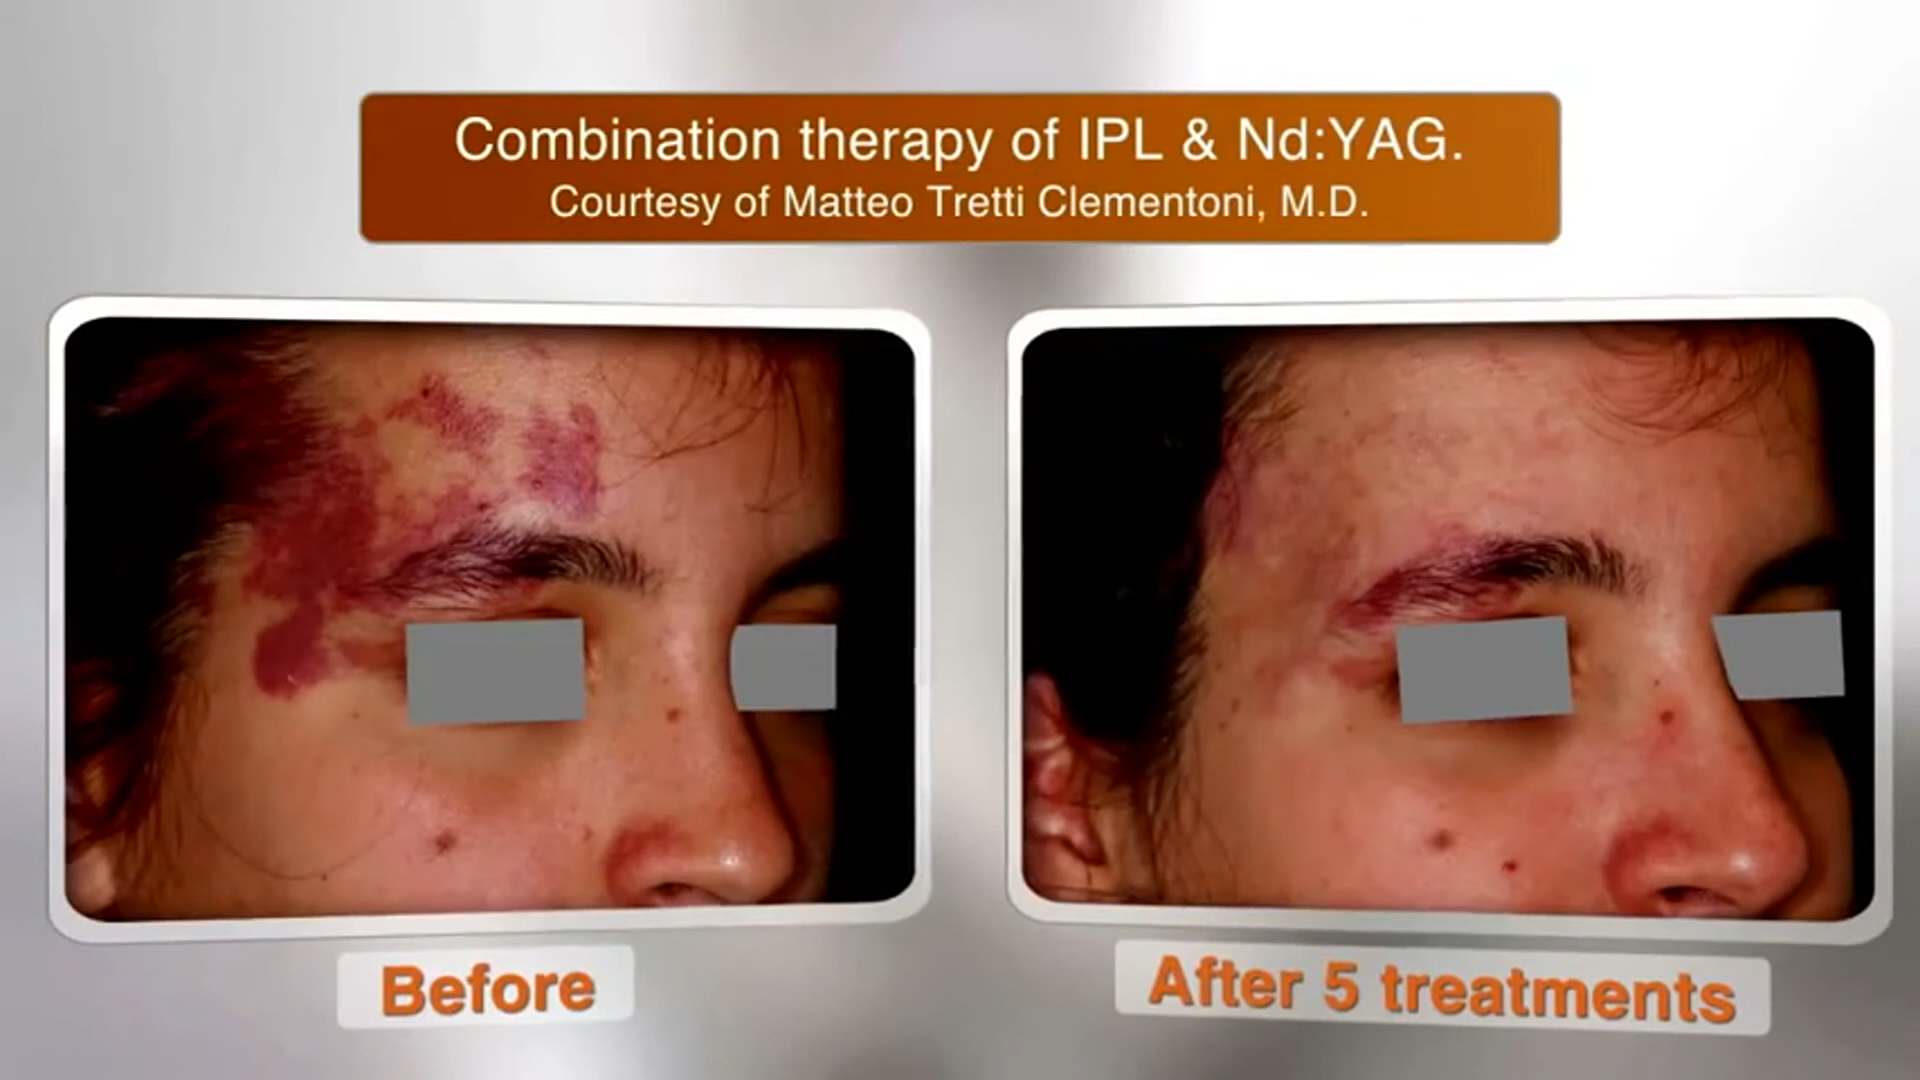 Combination therapy of IPL & Nd:YAG.
Courtesy of Matteo Tretti Clementoni, M.D.
Before
After 5 treatments